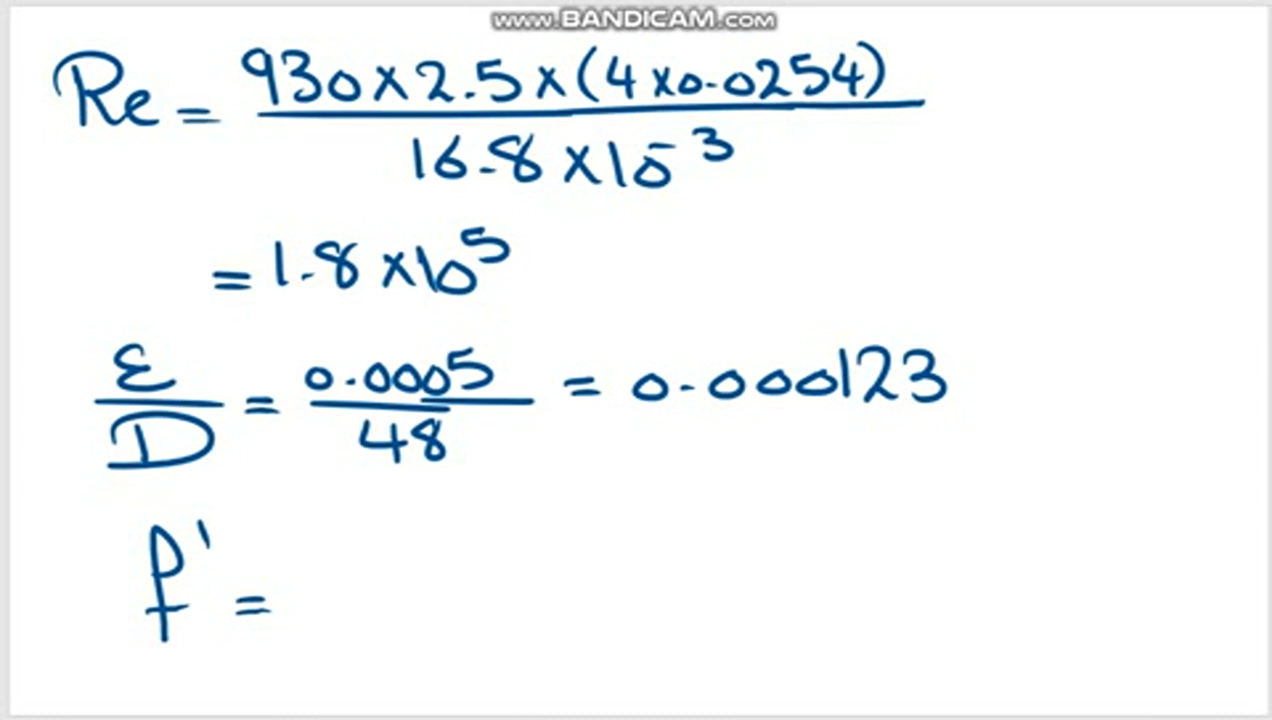 www.BANDICAM.com
Re = 930×2.5×(4×0.0254) / 16.8×10⁻³
= 1.8×10⁵
ε/D = 0.0005/48 = 0.000123
f' =